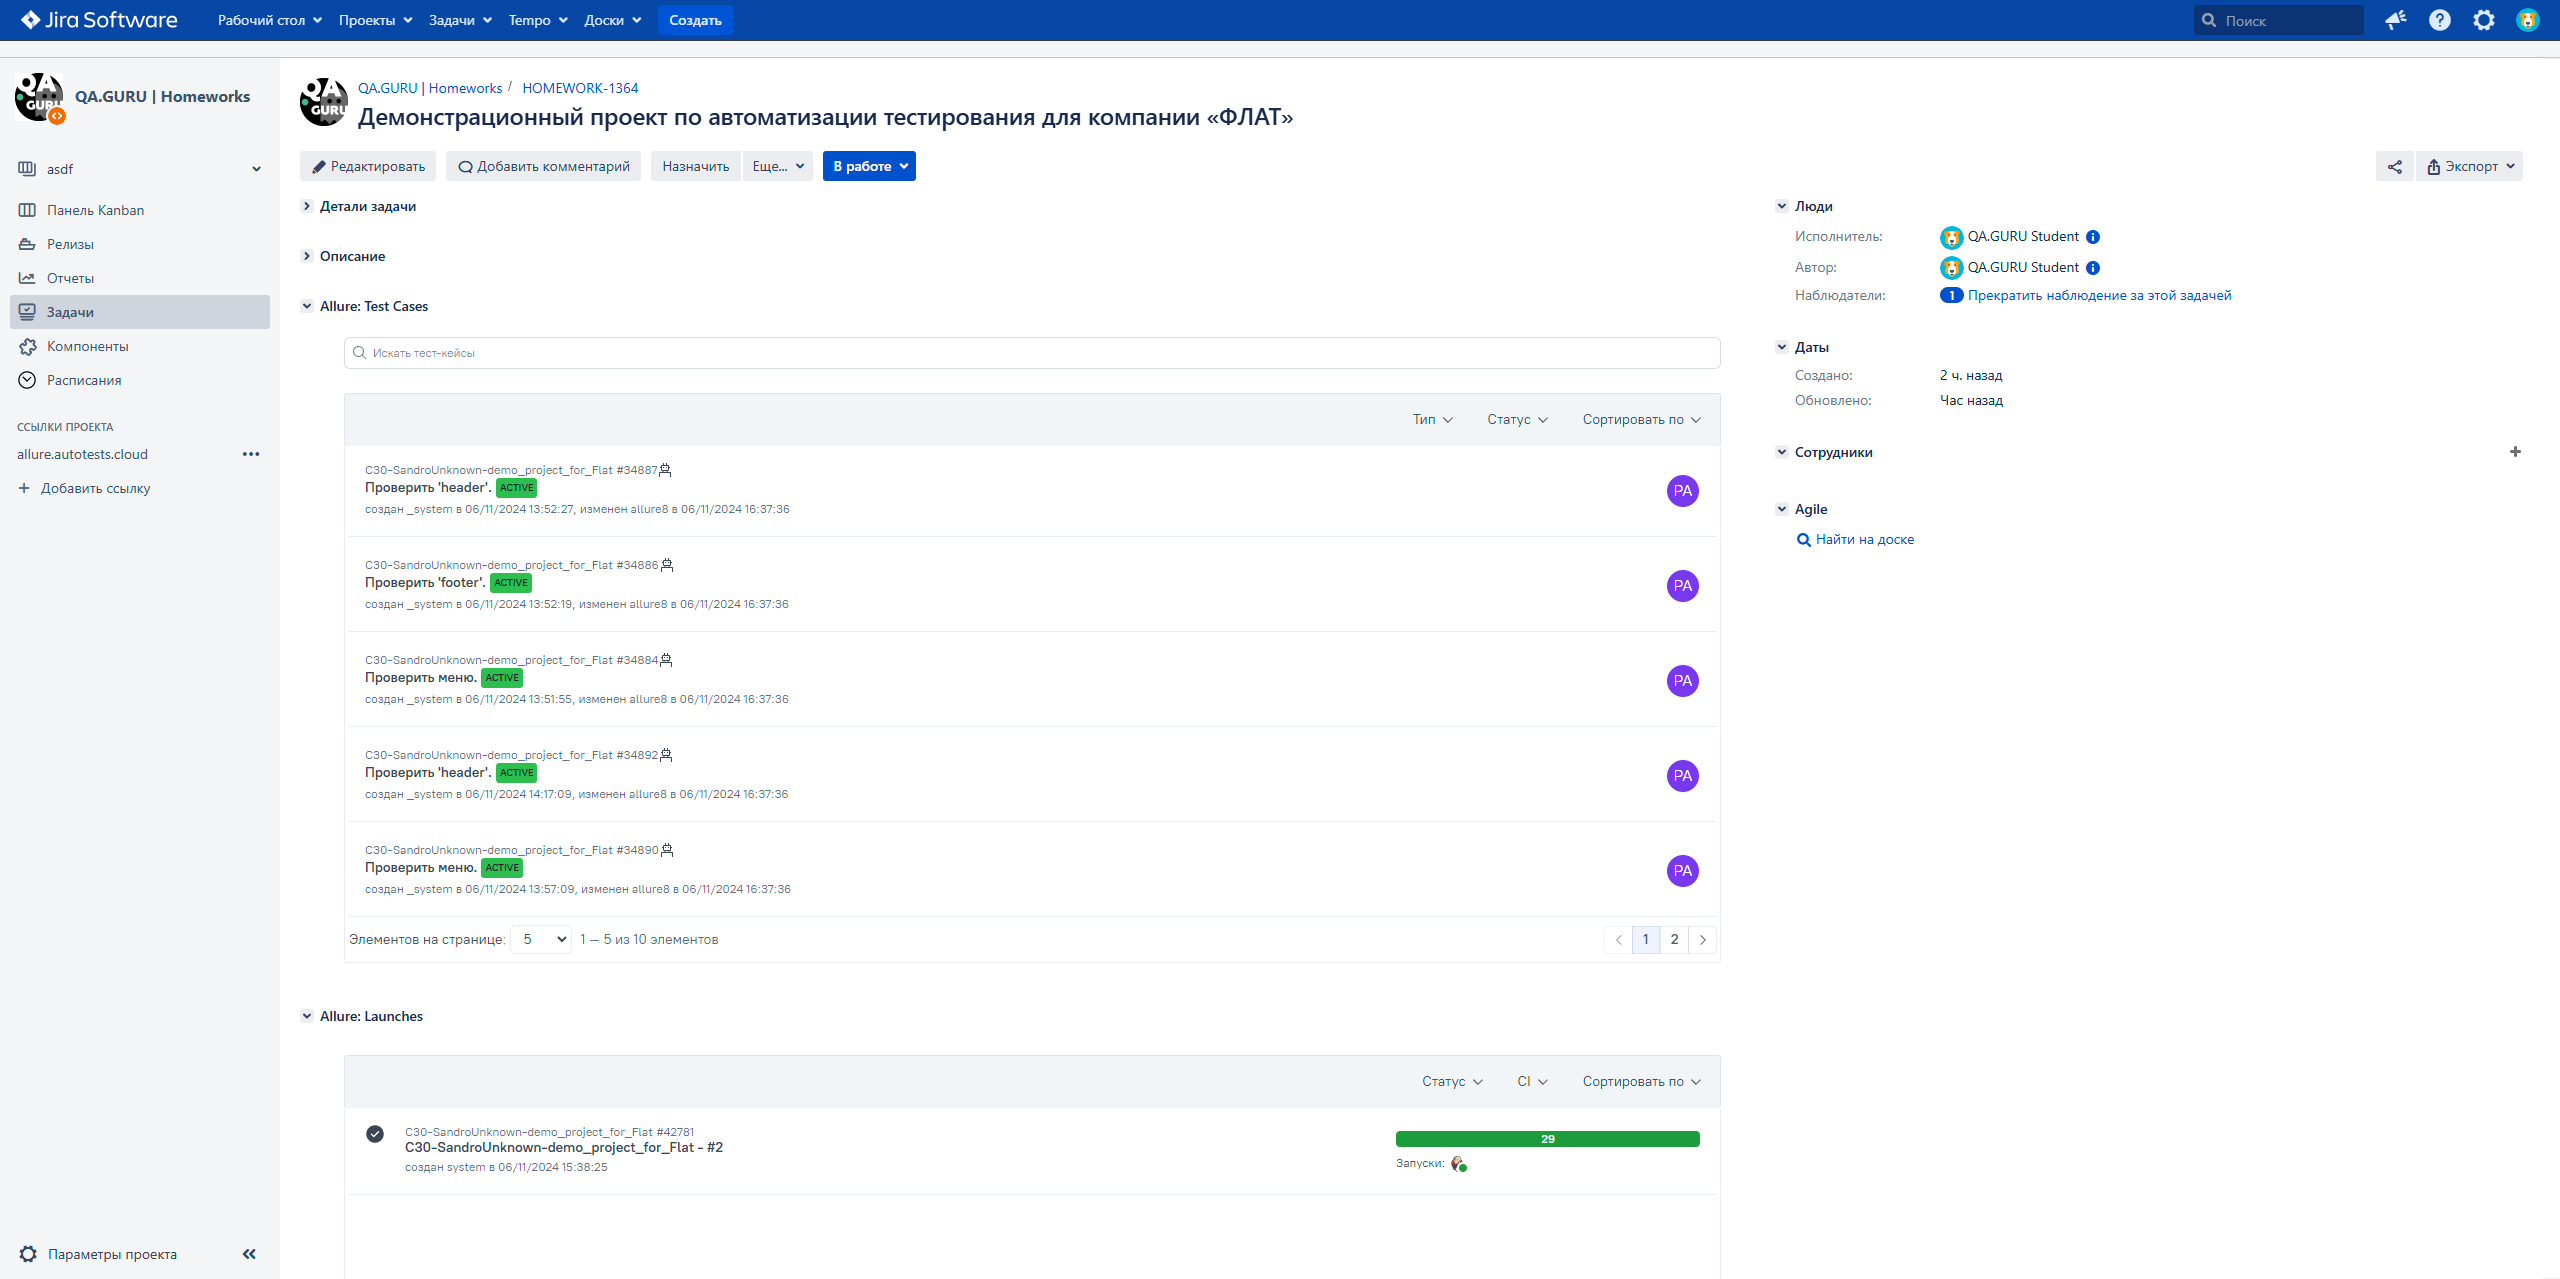 Jira Software Рабочий стол Проекты Задачи Tempo Доски Создать Поиск
QA.GURU | Homeworks
asdf
Панель Kanban
Релизы
Отчеты
Задачи
Компоненты
Расписания
ССЫЛКИ ПРОЕКТА
allure.autotests.cloud
Добавить ссылку
Параметры проекта
QA.GURU | Homeworks / HOMEWORK-1364
Демонстрационный проект по автоматизации тестирования для компании «ФЛАТ»
Редактировать Добавить комментарий Назначить Еще... В работе Экспорт
Детали задачи
Описание
Allure: Test Cases
Искать тест-кейсы
Тип Статус Сортировать по
C30-SandroUnknown-demo_project_for_Flat #34887
Проверить 'header'. ACTIVE
создан _system в 06/11/2024 13:52:27, изменен allure8 в 06/11/2024 16:37:36
PA
C30-SandroUnknown-demo_project_for_Flat #34886
Проверить 'footer'. ACTIVE
создан _system в 06/11/2024 13:52:19, изменен allure8 в 06/11/2024 16:37:36
PA
C30-SandroUnknown-demo_project_for_Flat #34884
Проверить меню. ACTIVE
создан _system в 06/11/2024 13:51:55, изменен allure8 в 06/11/2024 16:37:36
PA
C30-SandroUnknown-demo_project_for_Flat #34892
Проверить 'header'. ACTIVE
создан _system в 06/11/2024 14:17:09, изменен allure8 в 06/11/2024 16:37:36
PA
C30-SandroUnknown-demo_project_for_Flat #34890
Проверить меню. ACTIVE
создан _system в 06/11/2024 13:57:09, изменен allure8 в 06/11/2024 16:37:36
PA
Элементов на странице: 5 1 — 5 из 10 элементов 1 2
Allure: Launches
Статус CI Сортировать по
C30-SandroUnknown-demo_project_for_Flat #42781
C30-SandroUnknown-demo_project_for_Flat - #2
создан system в 06/11/2024 15:38:25
29
Запуски:
Люди
Исполнитель: QA.GURU Student
Автор: QA.GURU Student
Наблюдатели: 1 Прекратить наблюдение за этой задачей
Даты
Создано: 2 ч. назад
Обновлено: Час назад
Сотрудники
Agile
Найти на доске